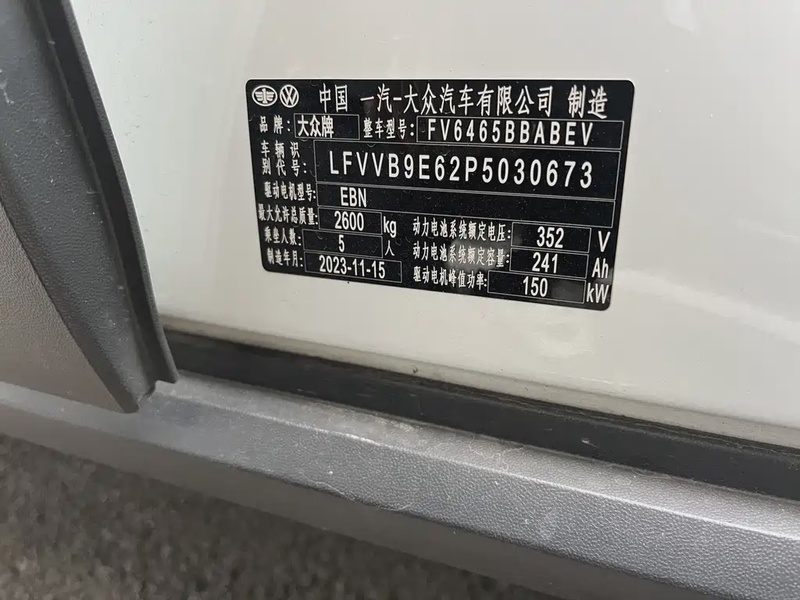 中国 一汽-大众汽车有限公司 制造
品牌: 大众牌 整车型号: FV6465BBABEV
车辆识别代号: LFVVB9E62P5030673
驱动电机型号: EBN
最大允许总质量: 2600 kg 动力电池系统额定电压: 352 V
乘坐人数: 5 人 动力电池系统额定容量: 241 Ah
制造年月: 2023-11-15 驱动电机峰值功率: 150 kW